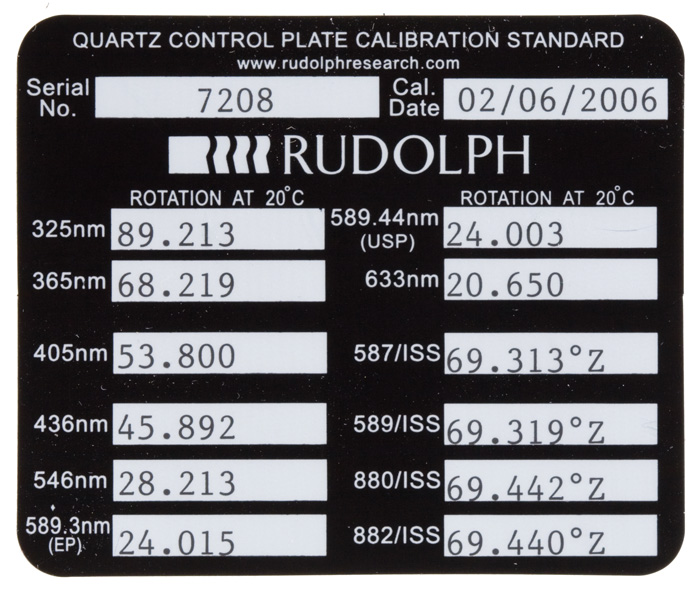 QUARTZ CONTROL PLATE CALIBRATION STANDARD
www.rudolphresearch.com
Serial No. 7208 Cal. Date 02/06/2006
RUDOLPH
ROTATION AT 20°C ROTATION AT 20°C
325nm 89.213 589.44nm (USP) 24.003
365nm 68.219 633nm 20.650
405nm 53.800 587/ISS 69.313°Z
436nm 45.892 589/ISS 69.319°Z
546nm 28.213 880/ISS 69.442°Z
589.3nm (EP) 24.015 882/ISS 69.440°Z